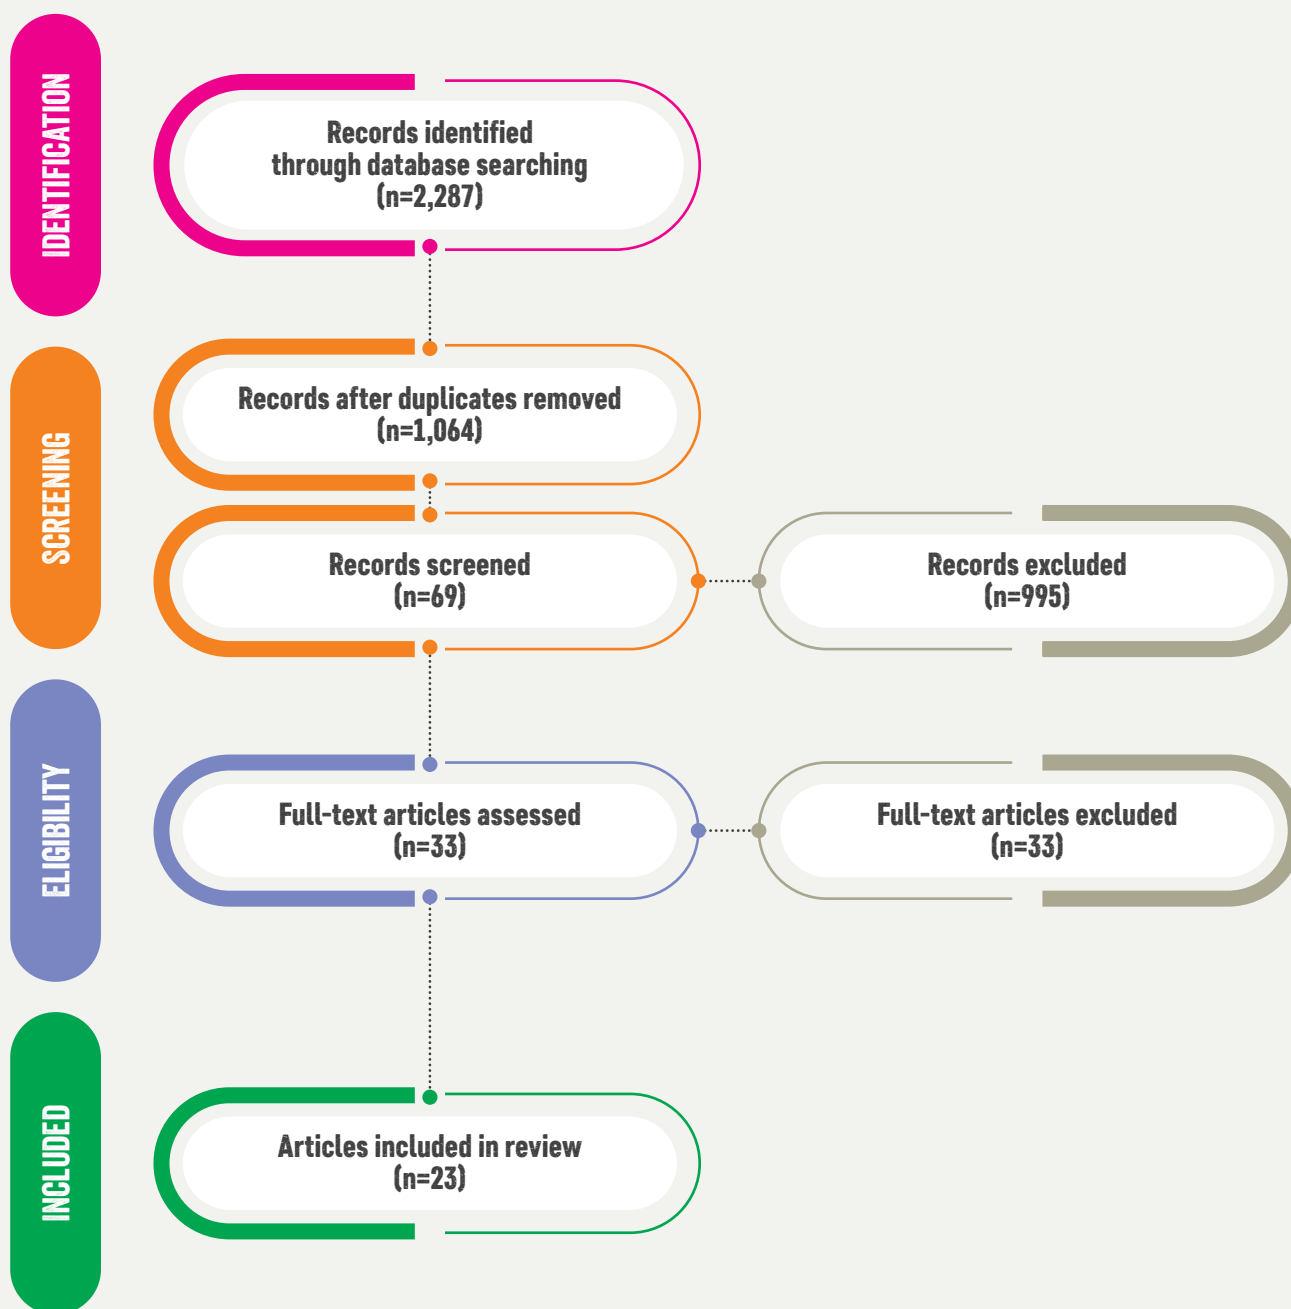 IDENTIFICATION
Records identified
through database searching
(n=2,287)
SCREENING
Records after duplicates removed
(n=1,064)
Records screened
(n=69)
Records excluded
(n=995)
ELIGIBILITY
Full-text articles assessed
(n=33)
Full-text articles excluded
(n=33)
INCLUDED
Articles included in review
(n=23)